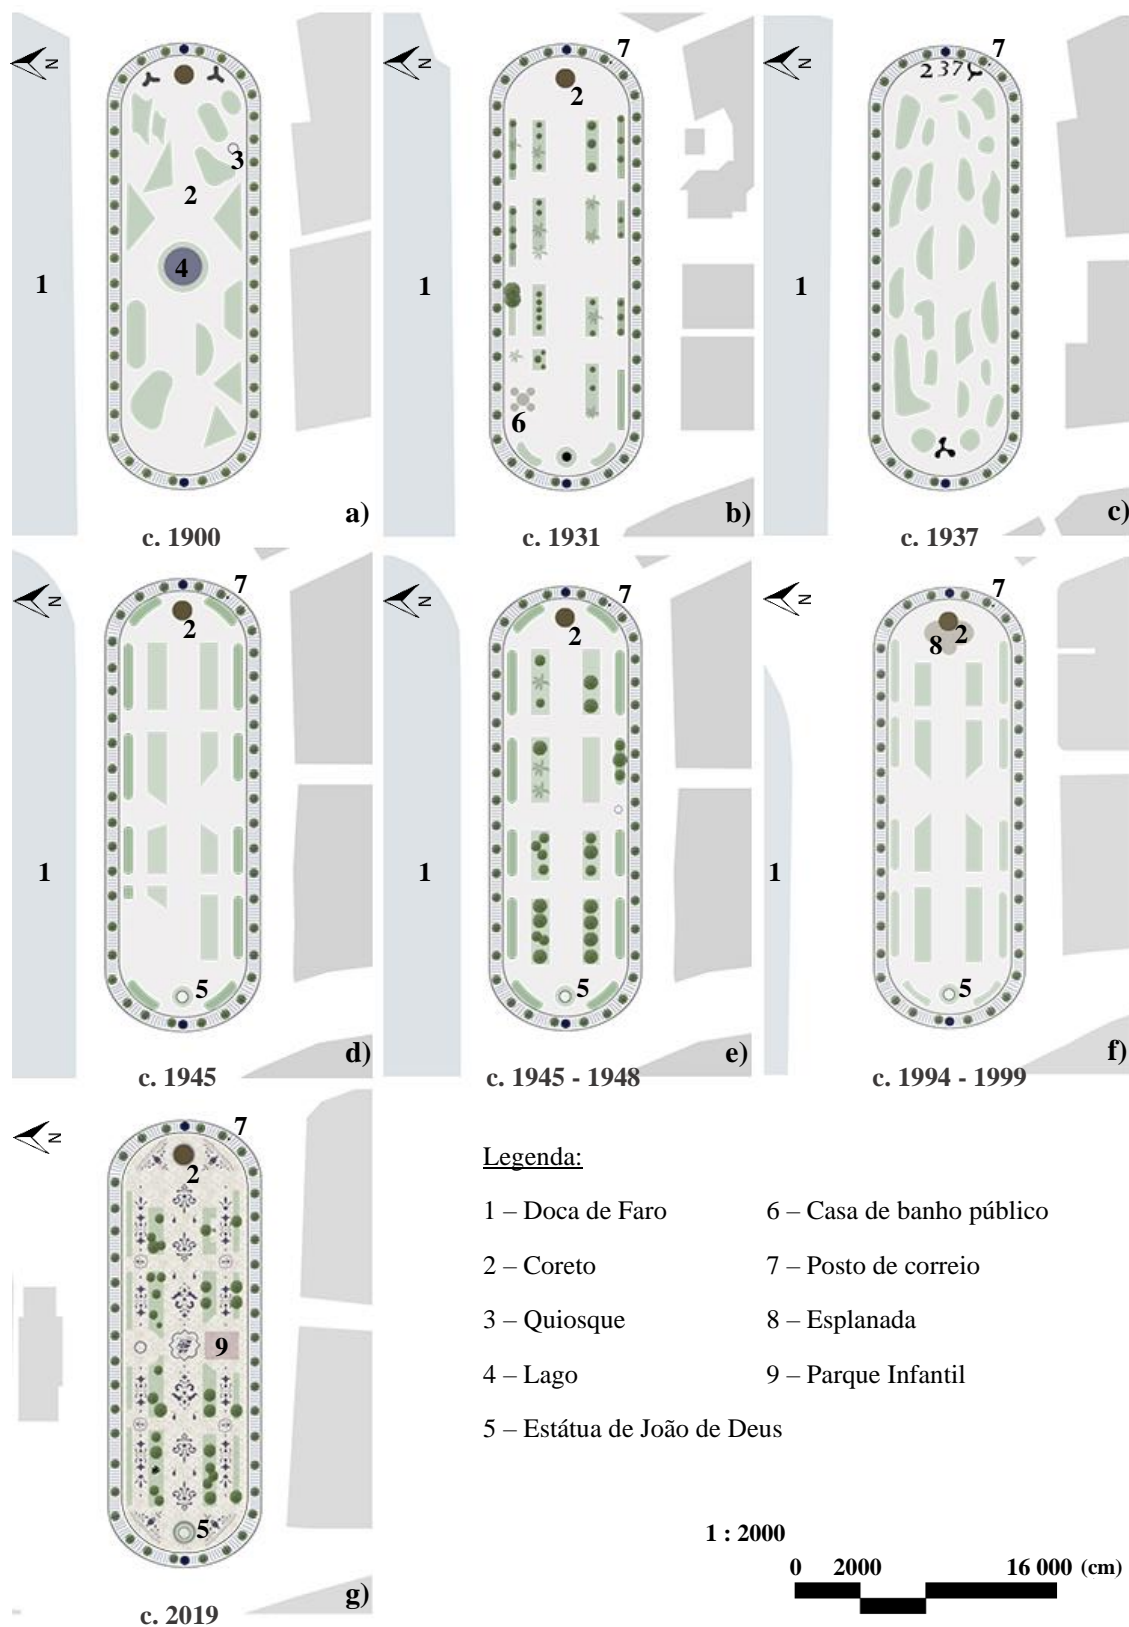 N N N
7 7
2 2 2 37
3
2
4
1 1 1
6
a) b) c)
c. 1900 c. 1931 c. 1937
N N N
7 7 7
2 2 8 2
1 1 1
5 5 5
d) e) f)
c. 1945 c. 1945 - 1948 c. 1994 - 1999
N
7
2
9
5
g)
c. 2019
Legenda:
1 – Doca de Faro 6 – Casa de banho público
2 – Coreto 7 – Posto de correio
3 – Quiosque 8 – Esplanada
4 – Lago 9 – Parque Infantil
5 – Estátua de João de Deus
1 : 2000
0 2000 16 000 (cm)